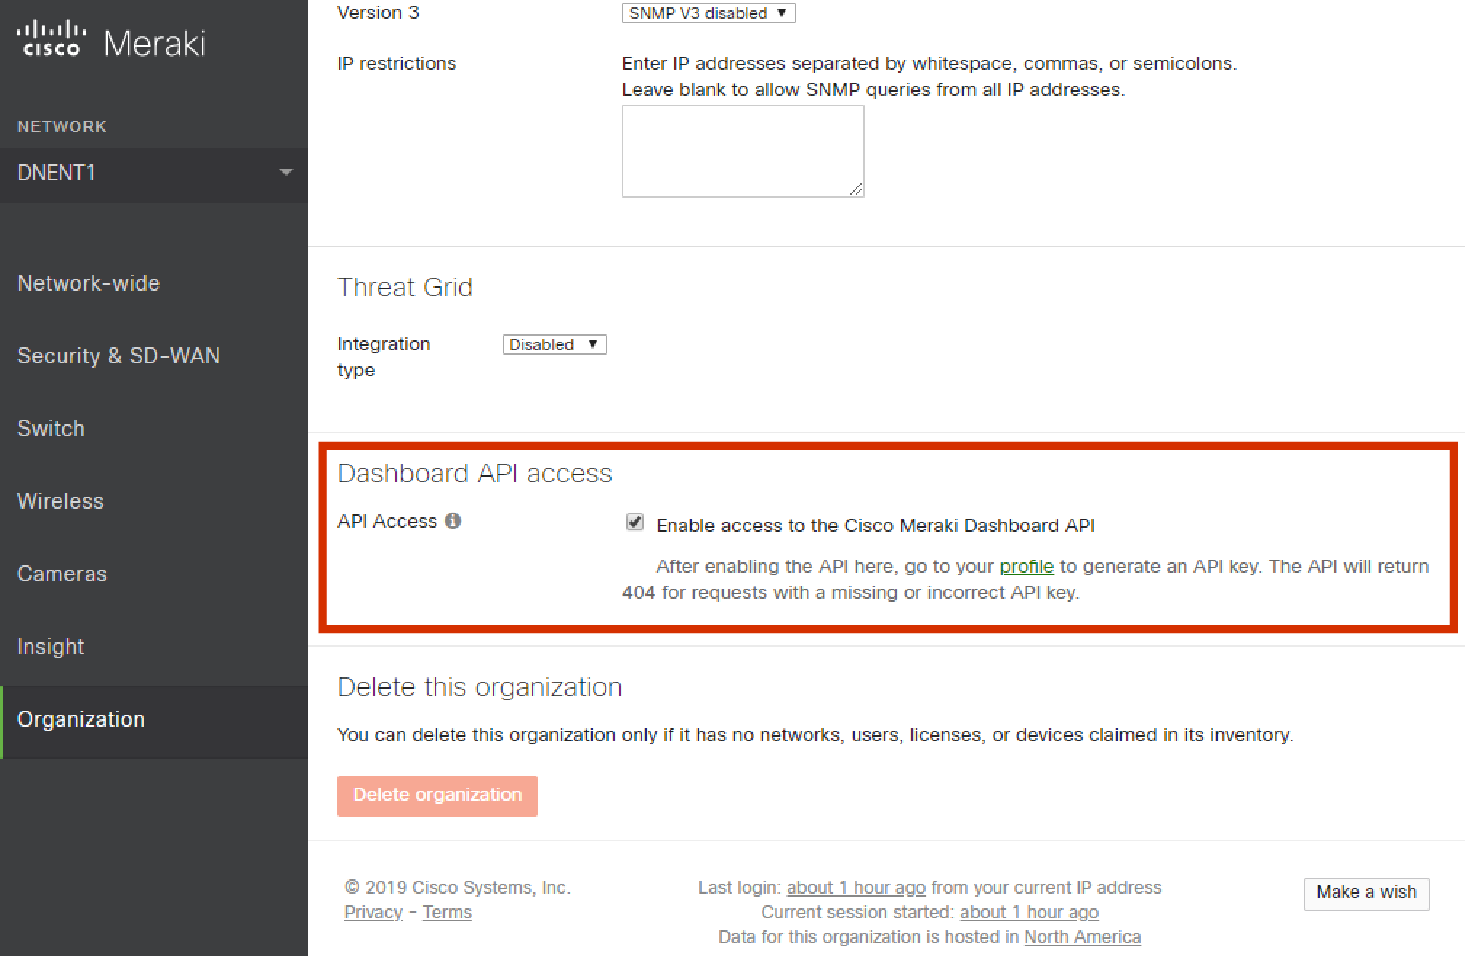 cisco Meraki
NETWORK
DNENT1
Network-wide
Security & SD-WAN
Switch
Wireless
Cameras
Insight
Organization
Version 3
SNMP V3 disabled
IP restrictions
Enter IP addresses separated by whitespace, commas, or semicolons.
Leave blank to allow SNMP queries from all IP addresses.
Threat Grid
Integration
type
Disabled
Dashboard API access
API Access
Enable access to the Cisco Meraki Dashboard API
After enabling the API here, go to your profile to generate an API key. The API will return
404 for requests with a missing or incorrect API key.
Delete this organization
You can delete this organization only if it has no networks, users, licenses, or devices claimed in its inventory.
Delete organization
© 2019 Cisco Systems, Inc.
Privacy - Terms
Last login: about 1 hour ago from your current IP address
Current session started: about 1 hour ago
Data for this organization is hosted in North America
Make a wish